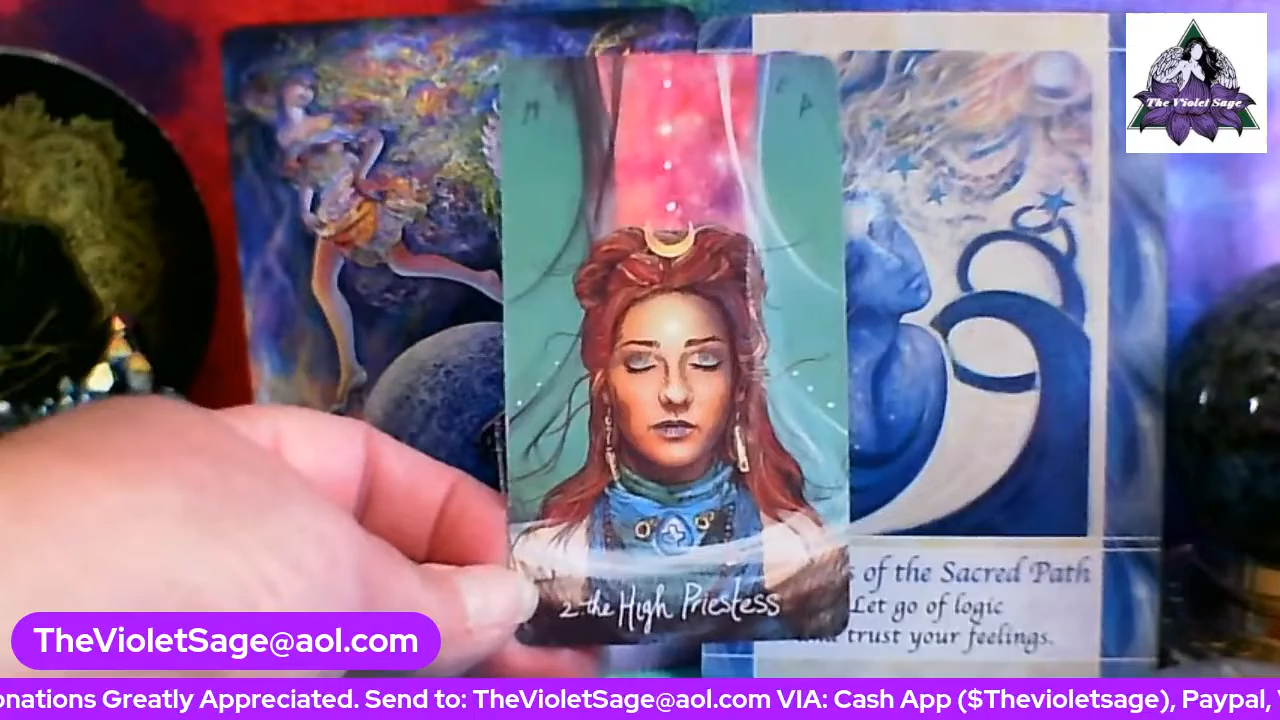 The Violet Sage
2 the High Priestess
s of the Sacred Path
Let go of logic
trust your feelings.
TheVioletSage@aol.com
onations Greatly Appreciated. Send to: TheVioletSage@aol.com VIA: Cash App ($Thevioletsage), Paypal,